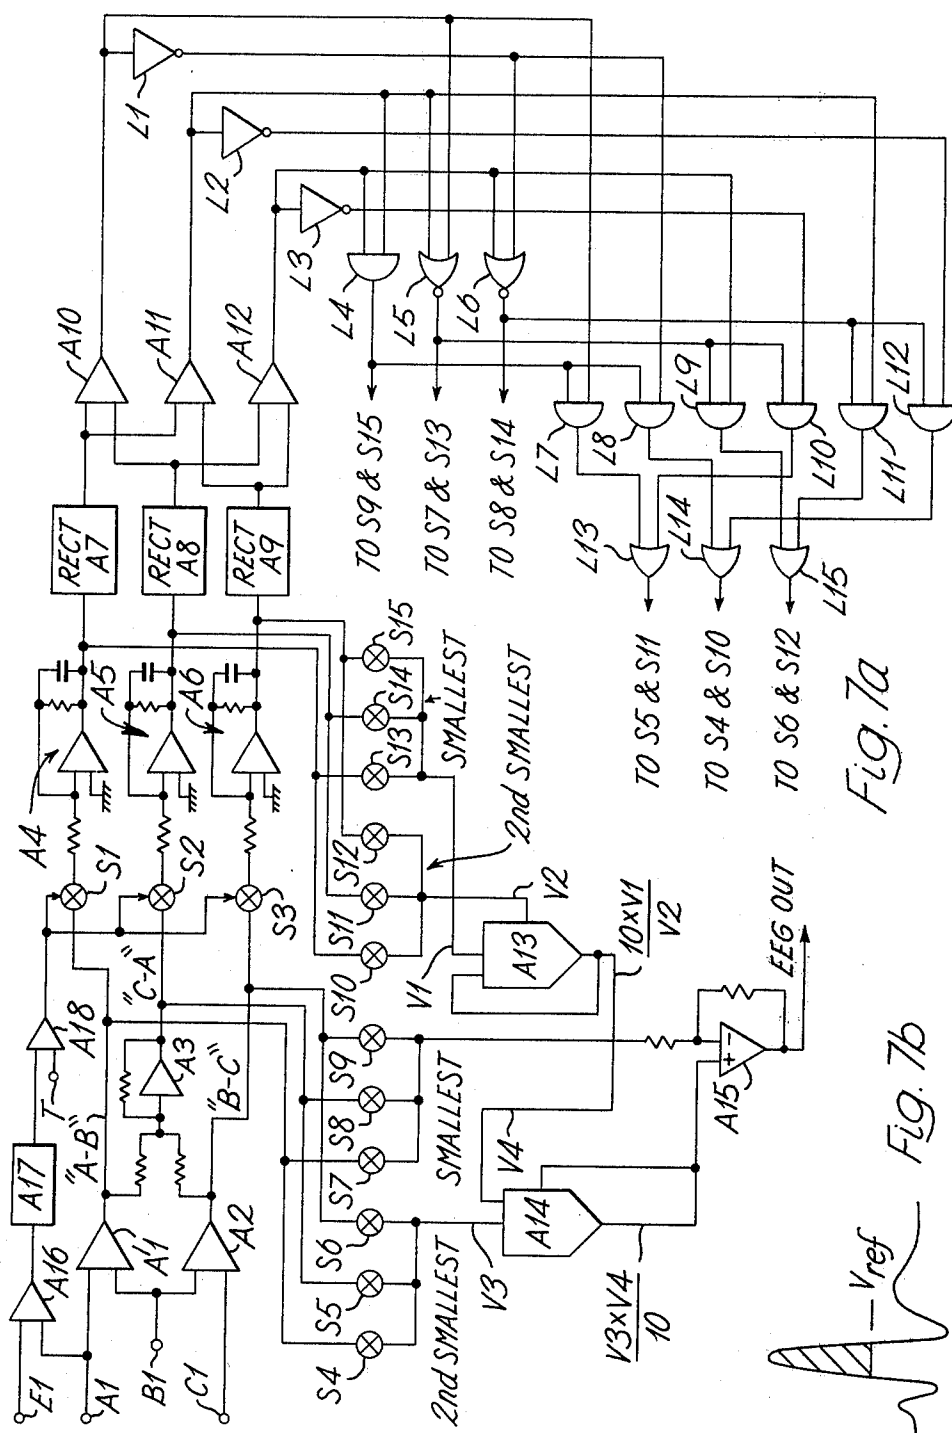 E1
A1
B1
C1
A16
A17
T
A18
A1
A2
"A-B"
"C-A"
"B-C"
A3
S1
S2
S3
A4
A5
A6
RECT
A7
RECT
A8
RECT
A9
A10
A11
A12
L1
L2
L3
L4
L5
L6
TO S9 & S15
TO S7 & S13
TO S8 & S14
L7
L8
L9
L10
L11
L12
L13
L14
L15
TO S5 & S11
TO S4 & S10
TO S6 & S12
S4
S5
S6
S7
S8
S9
S10
S11
S12
S13
S14
S15
2nd SMALLEST
SMALLEST
2nd SMALLEST
SMALLEST
V1
V2
A13
10×V1
V2
V3
V4
A14
V3×V4
10
A15
+
−
EEG OUT
Fig.7a
Vref
Fig.7b